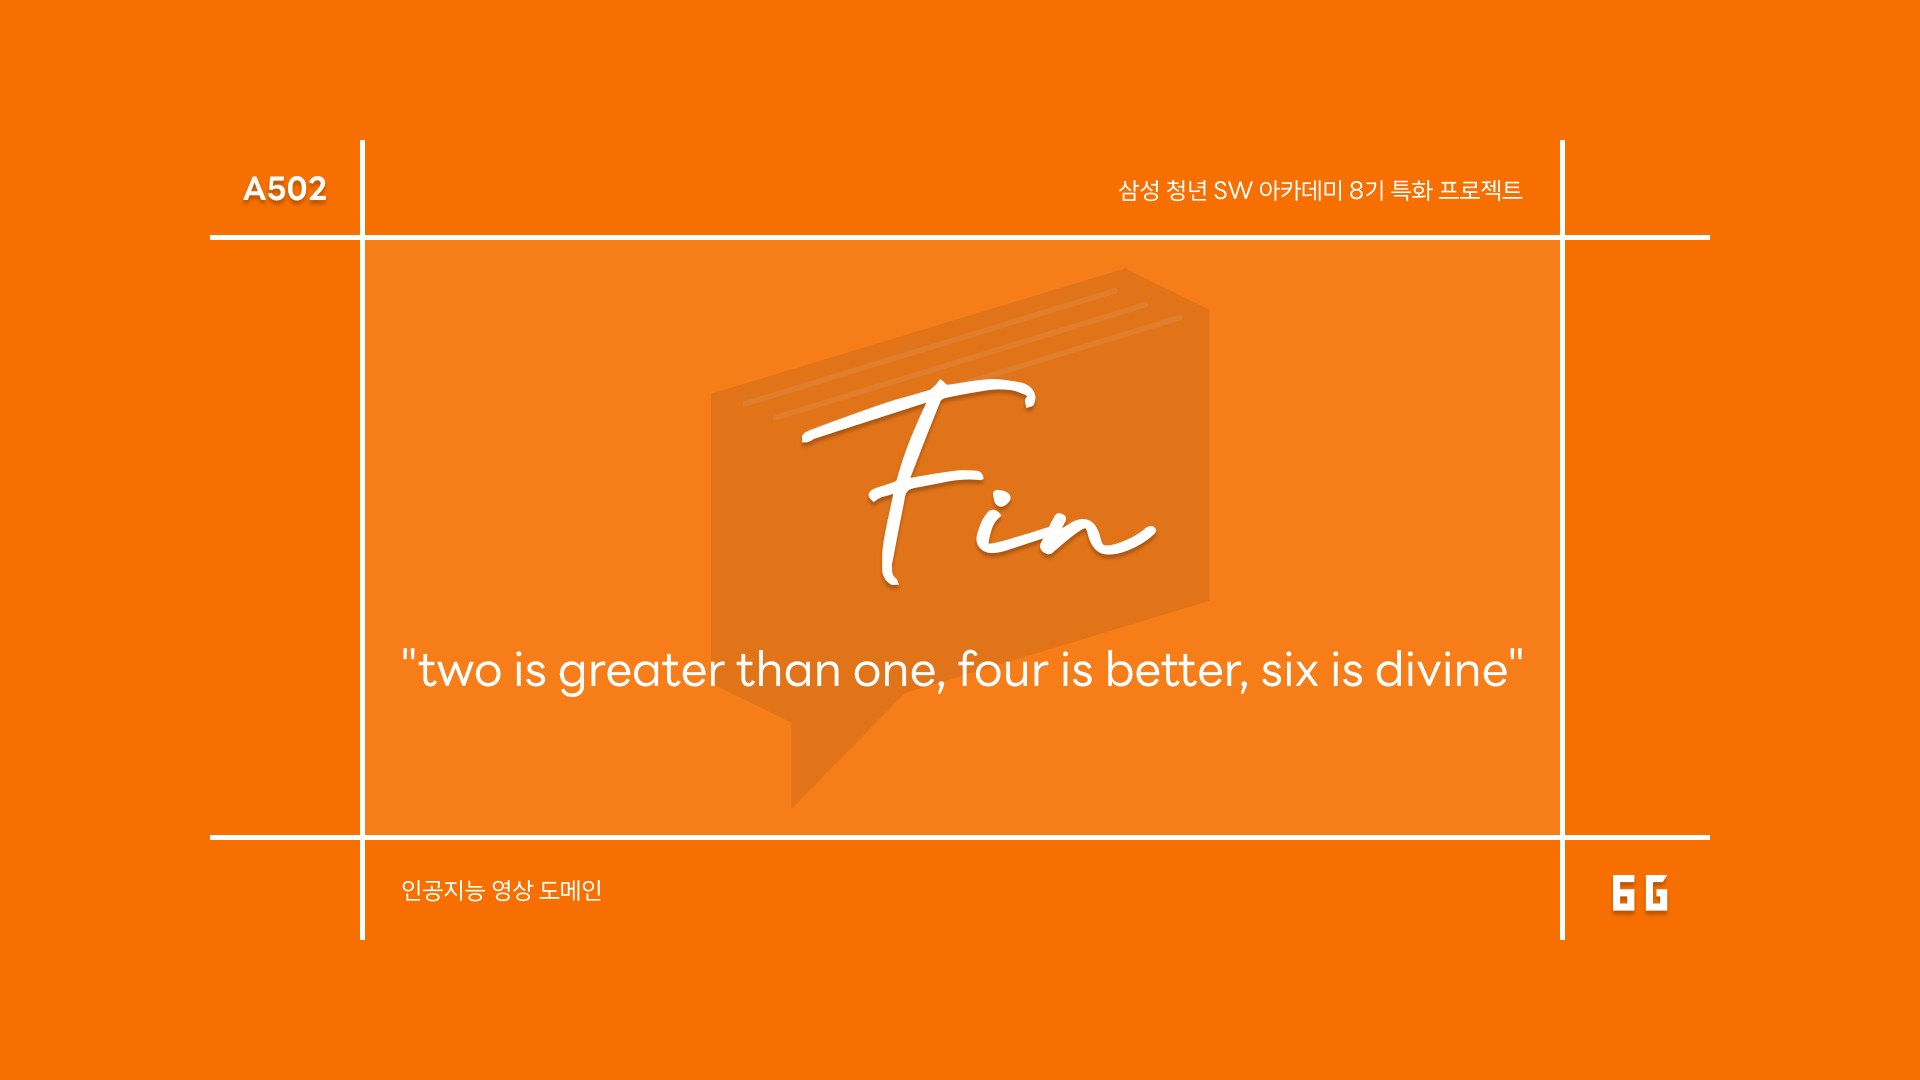 A502
삼성 청년 SW 아카데미 8기 특화 프로젝트
Fin
"two is greater than one, four is better, six is divine"
인공지능 영상 도메인
6G